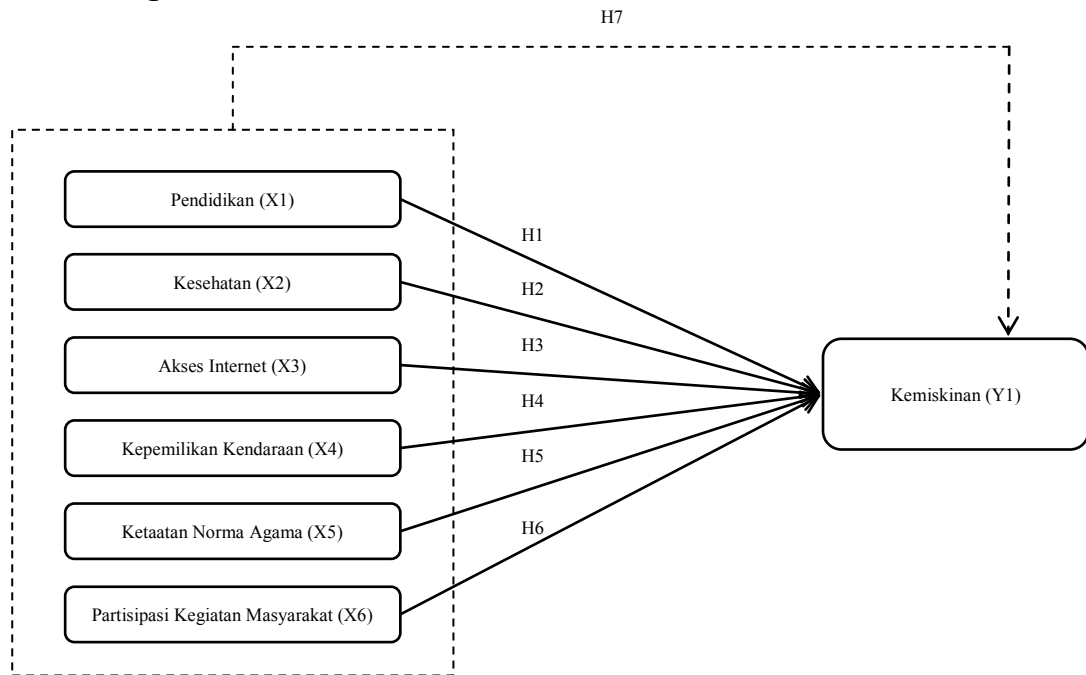 H7
Pendidikan (X1)
H1
Kesehatan (X2)
H2
Akses Internet (X3)
H3
Kepemilikan Kendaraan (X4)
H4
Ketaatan Norma Agama (X5)
H5
Partisipasi Kegiatan Masyarakat (X6)
H6
Kemiskinan (Y1)